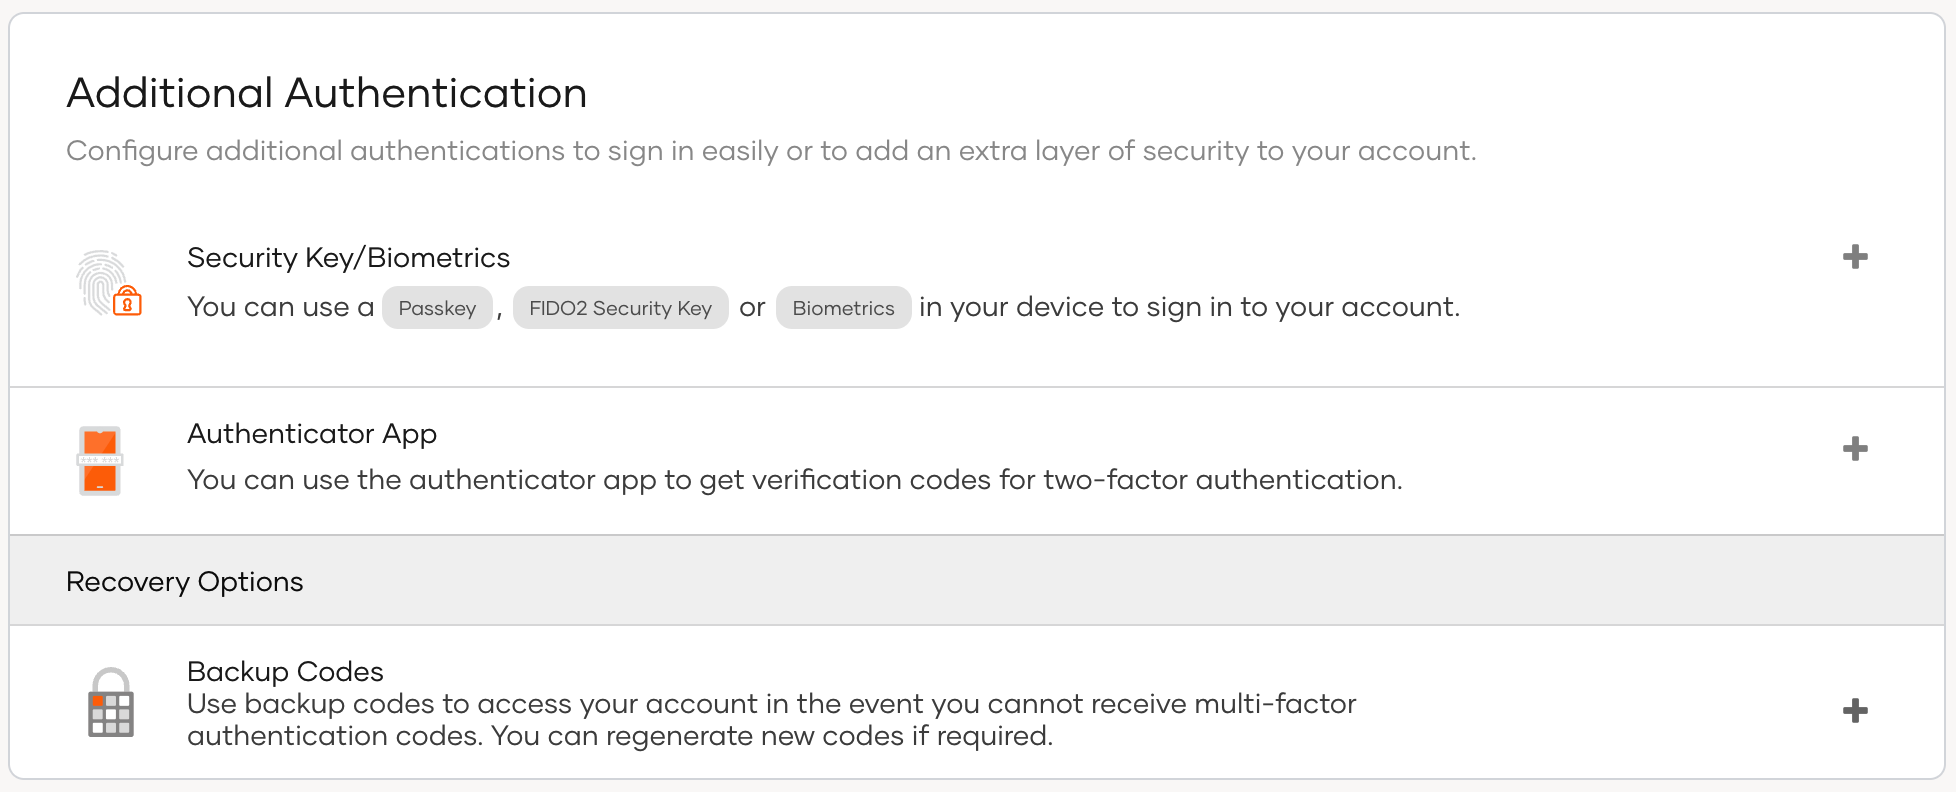 Additional Authentication
Configure additional authentications to sign in easily or to add an extra layer of security to your account.
Security Key/Biometrics
You can use a Passkey , FIDO2 Security Key or Biometrics in your device to sign in to your account.
Authenticator App
*** ***
You can use the authenticator app to get verification codes for two-factor authentication.
Recovery Options
Backup Codes
Use backup codes to access your account in the event you cannot receive multi-factor
authentication codes. You can regenerate new codes if required.